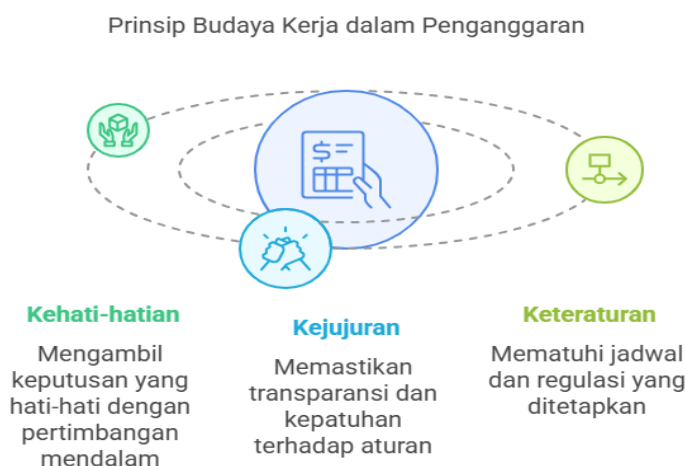 Prinsip Budaya Kerja dalam Penganggaran
$
Kehati-hatian
Mengambil
keputusan yang
hati-hati dengan
pertimbangan
mendalam
Kejujuran
Memastikan
transparansi dan
kepatuhan
terhadap aturan
Keteraturan
Mematuhi jadwal
dan regulasi yang
ditetapkan